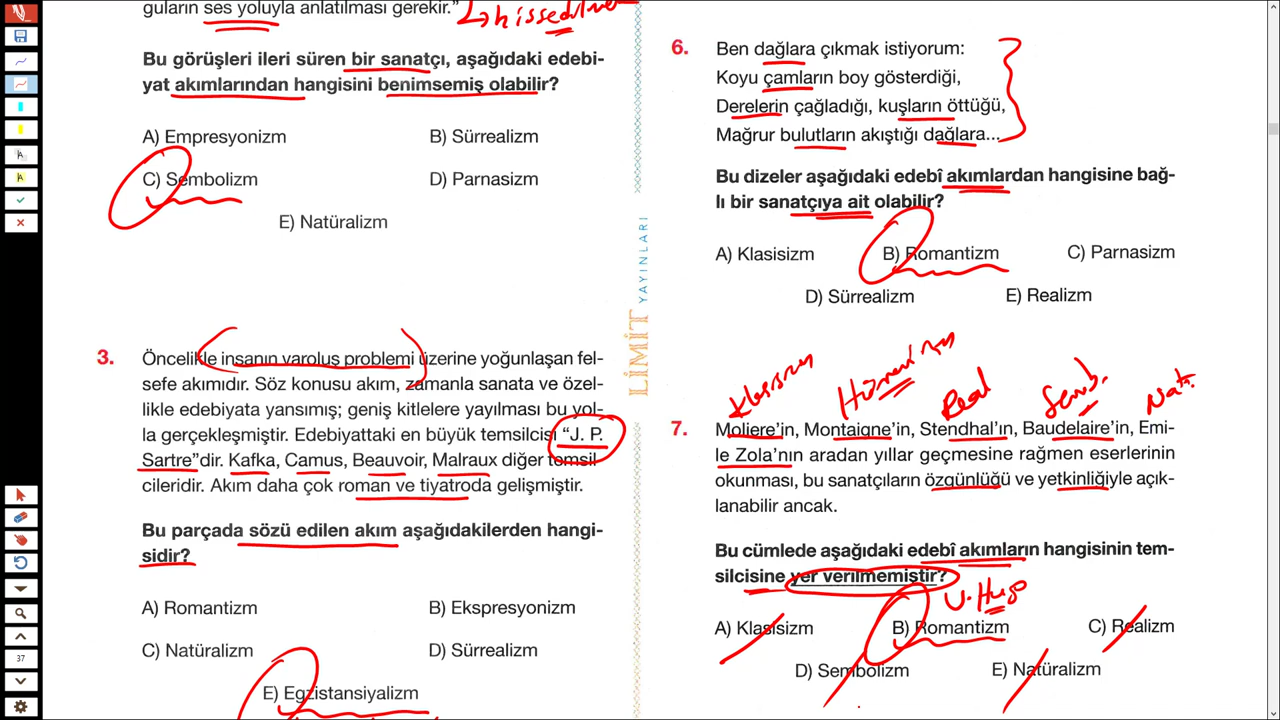 guların ses yoluyla anlatılması gerekir."
hissedilme
Bu görüşleri ileri süren bir sanatçı, aşağıdaki edebi-
yat akımlarından hangisini benimsemiş olabilir?
A) Empresyonizm
B) Sürrealizm
C) Sembolizm
D) Parnasizm
E) Natüralizm
3. Öncelikle insanın varoluş problemi üzerine yoğunlaşan fel-
sefe akımıdır. Söz konusu akım, zamanla sanata ve özel-
likle edebiyata yansımış; geniş kitlelere yayılması bu yol-
la gerçekleşmiştir. Edebiyattaki en büyük temsilcisi "J. P.
Sartre"dir. Kafka, Camus, Beauvoir, Malraux diğer temsil-
cileridir. Akım daha çok roman ve tiyatroda gelişmiştir.
Bu parçada sözü edilen akım aşağıdakilerden hangi-
sidir?
A) Romantizm
B) Ekspresyonizm
C) Natüralizm
D) Sürrealizm
E) Egzistansiyalizm
37
LİMİT YAYINLARI
6. Ben dağlara çıkmak istiyorum:
Koyu çamların boy gösterdiği,
Derelerin çağladığı, kuşların öttüğü,
Mağrur bulutların akıştığı dağlara...
Bu dizeler aşağıdaki edebî akımlardan hangisine bağ-
lı bir sanatçıya ait olabilir?
A) Klasisizm
B) Romantizm
C) Parnasizm
D) Sürrealizm
E) Realizm
Klasisizm Hümanizm Real Semb. Nat.
7. Moliere'in, Montaigne'in, Stendhal'ın, Baudelaire'in, Emi-
le Zola'nın aradan yıllar geçmesine rağmen eserlerinin
okunması, bu sanatçıların özgünlüğü ve yetkinliğiyle açık-
lanabilir ancak.
Bu cümlede aşağıdaki edebî akımların hangisinin tem-
silcisine yer verilmemiştir?
V. Hugo
A) Klasisizm
B) Romantizm
C) Realizm
D) Sembolizm
E) Natüralizm